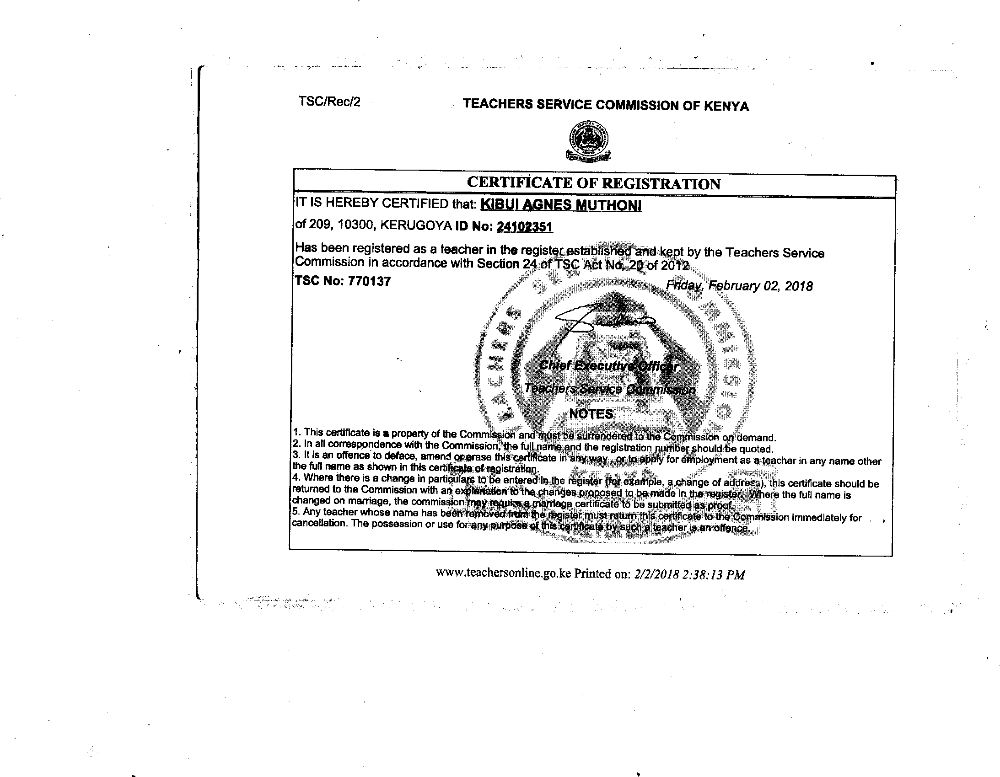 TSC/Rec/2
TEACHERS SERVICE COMMISSION OF KENYA
CERTIFICATE OF REGISTRATION
IT IS HEREBY CERTIFIED that: KIBUI AGNES MUTHONI
of 209, 10300, KERUGOYA ID No: 24102351
Has been registered as a teacher in the register established and kept by the Teachers Service
Commission in accordance with Section 24 of TSC Act No. 20 of 2012
TSC No: 770137
Friday, February 02, 2018
Chief Executive Officer
Teachers Service Commission
NOTES
1. This certificate is a property of the Commission and must be surrendered to the Commission on demand.
2. In all correspondence with the Commission, the full name and the registration number should be quoted.
3. It is an offence to deface, amend or erase this certificate in any way , or to apply for employment as a teacher in any name other
the full name as shown in this certificate of registration.
4. Where there is a change in particulars to be entered in the register (for example, a change of address), this certificate should be
returned to the Commission with an explanation to the changes proposed to be made in the register. Where the full name is
changed on marriage, the commission may require a marriage certificate to be submitted as proof.
5. Any teacher whose name has been removed from the register must return this certificate to the Commission immediately for
cancellation. The possession or use for any purpose of this certificate by such a teacher is an offence.
www.teachersonline.go.ke Printed on: 2/2/2018 2:38:13 PM